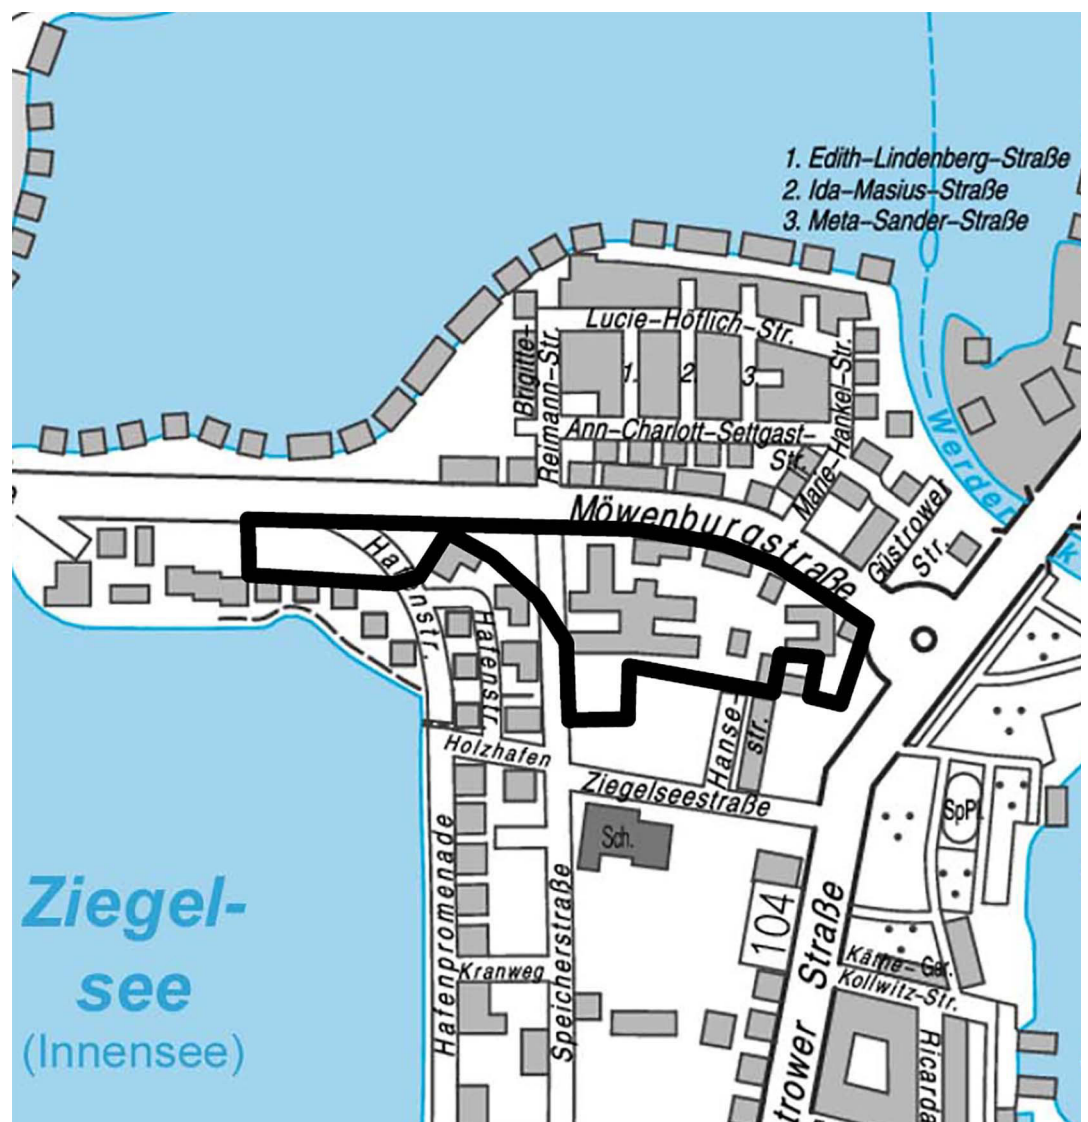 1. Edith-Lindenberg-Straße
2. Ida-Masius-Straße
3. Meta-Sander-Straße
Lucie-Höflich-Str.
Brigitte-
Reimann-Str.
1.
2.
3
Ann-Charlott-Settgast-
Str.
Marie-Hankel-Str.
Werder
Möwenburgstraße
Güstrower
Str.
k
Hafenstr.
Hafenstr.
Holzhafen
Hanse-
str.
Ziegelseestraße
SpPl.
Sch.
Hafenpromenade
Speicherstraße
104
Straße
Ziegel-
see
(Innensee)
Kranweg
Käthe-
Kollwitz-Str.
trower
Ricarda